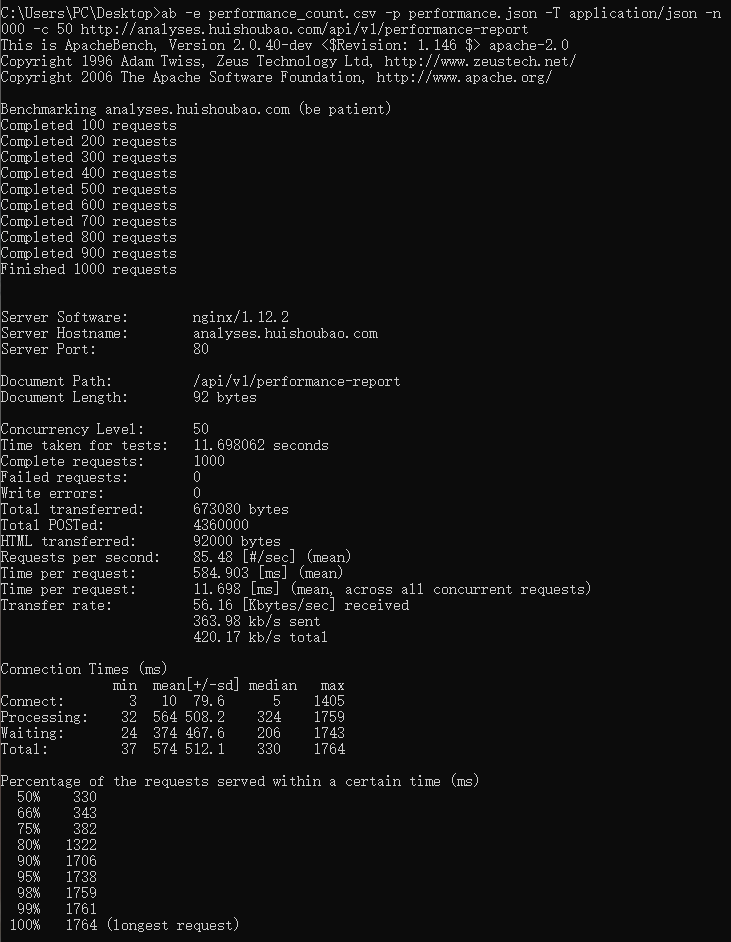 C:\Users\PC\Desktop>ab -e performance_count.csv -p performance.json -T application/json -n
000 -c 50 http://analyses.huishoubao.com/api/v1/performance-report
This is ApacheBench, Version 2.0.40-dev <$Revision: 1.146 $> apache-2.0
Copyright 1996 Adam Twiss, Zeus Technology Ltd, http://www.zeustech.net/
Copyright 2006 The Apache Software Foundation, http://www.apache.org/

Benchmarking analyses.huishoubao.com (be patient)
Completed 100 requests
Completed 200 requests
Completed 300 requests
Completed 400 requests
Completed 500 requests
Completed 600 requests
Completed 700 requests
Completed 800 requests
Completed 900 requests
Finished 1000 requests

Server Software:        nginx/1.12.2
Server Hostname:        analyses.huishoubao.com
Server Port:            80

Document Path:          /api/v1/performance-report
Document Length:        92 bytes

Concurrency Level:      50
Time taken for tests:   11.698062 seconds
Complete requests:      1000
Failed requests:        0
Write errors:           0
Total transferred:      673080 bytes
Total POSTed:           4360000
HTML transferred:       92000 bytes
Requests per second:    85.48 [#/sec] (mean)
Time per request:       584.903 [ms] (mean)
Time per request:       11.698 [ms] (mean, across all concurrent requests)
Transfer rate:          56.16 [Kbytes/sec] received
                        363.98 kb/s sent
                        420.17 kb/s total

Connection Times (ms)
              min  mean[+/-sd] median   max
Connect:        3   10  79.6      5    1405
Processing:    32  564 508.2    324    1759
Waiting:       24  374 467.6    206    1743
Total:         37  574 512.1    330    1764

Percentage of the requests served within a certain time (ms)
  50%    330
  66%    343
  75%    382
  80%   1322
  90%   1706
  95%   1738
  98%   1759
  99%   1761
 100%   1764 (longest request)